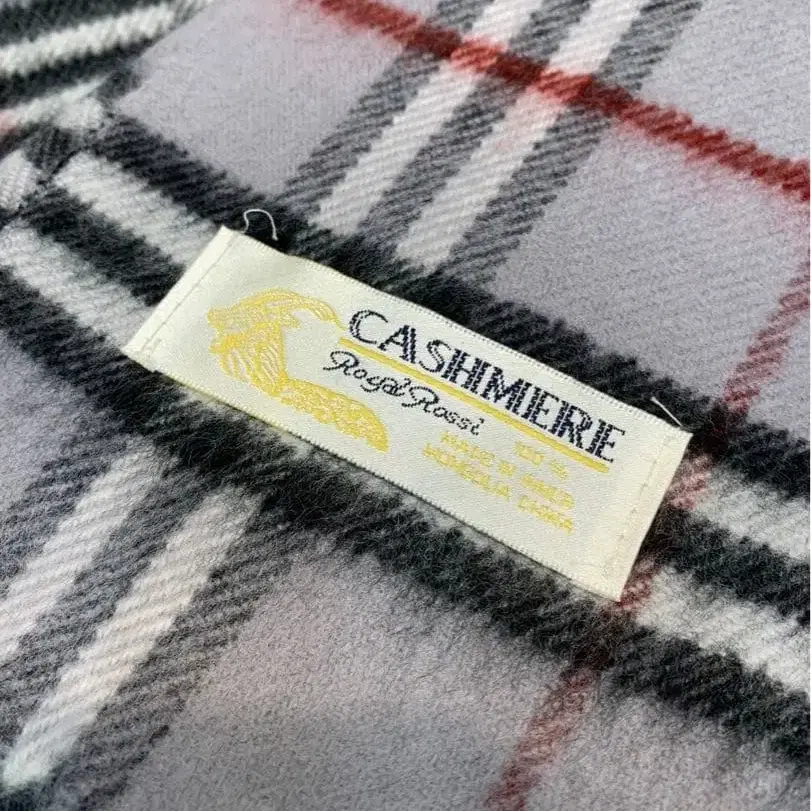 CASHMERE
Royal Rossi
100 %
MADE IN INNER
MONGOLIA CHINA